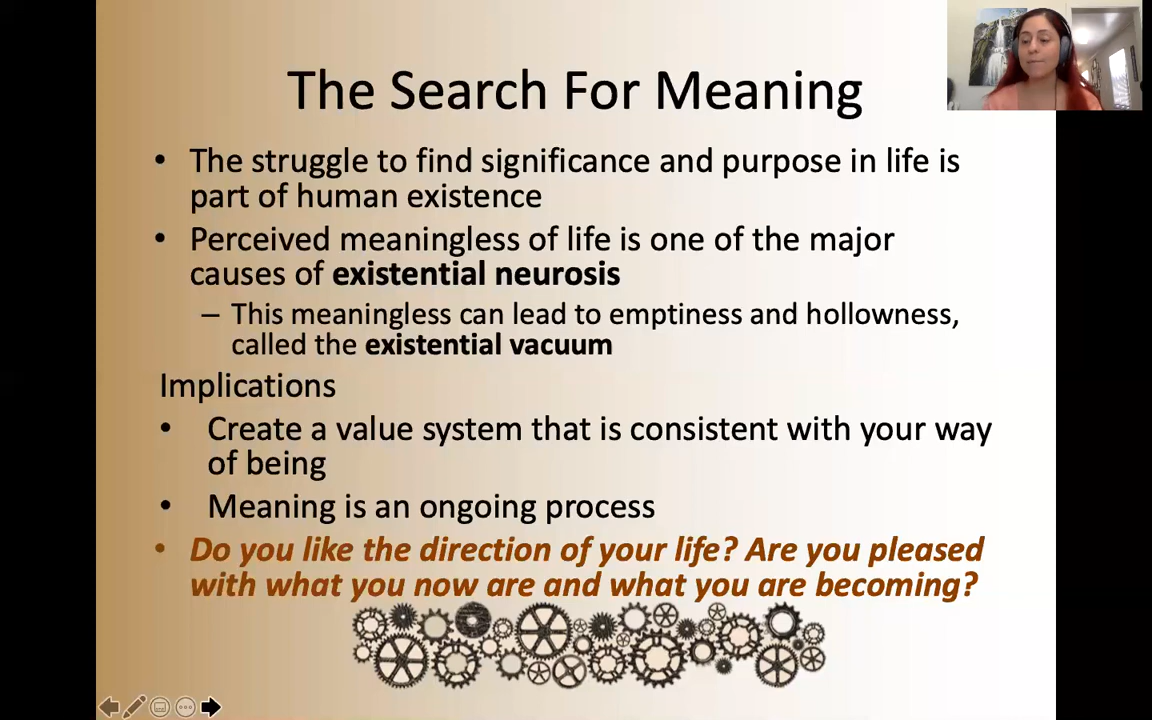 The Search For Meaning
• The struggle to find significance and purpose in life is
part of human existence
• Perceived meaningless of life is one of the major
causes of existential neurosis
– This meaningless can lead to emptiness and hollowness,
called the existential vacuum
Implications
• Create a value system that is consistent with your way
of being
• Meaning is an ongoing process
• Do you like the direction of your life? Are you pleased
with what you now are and what you are becoming?